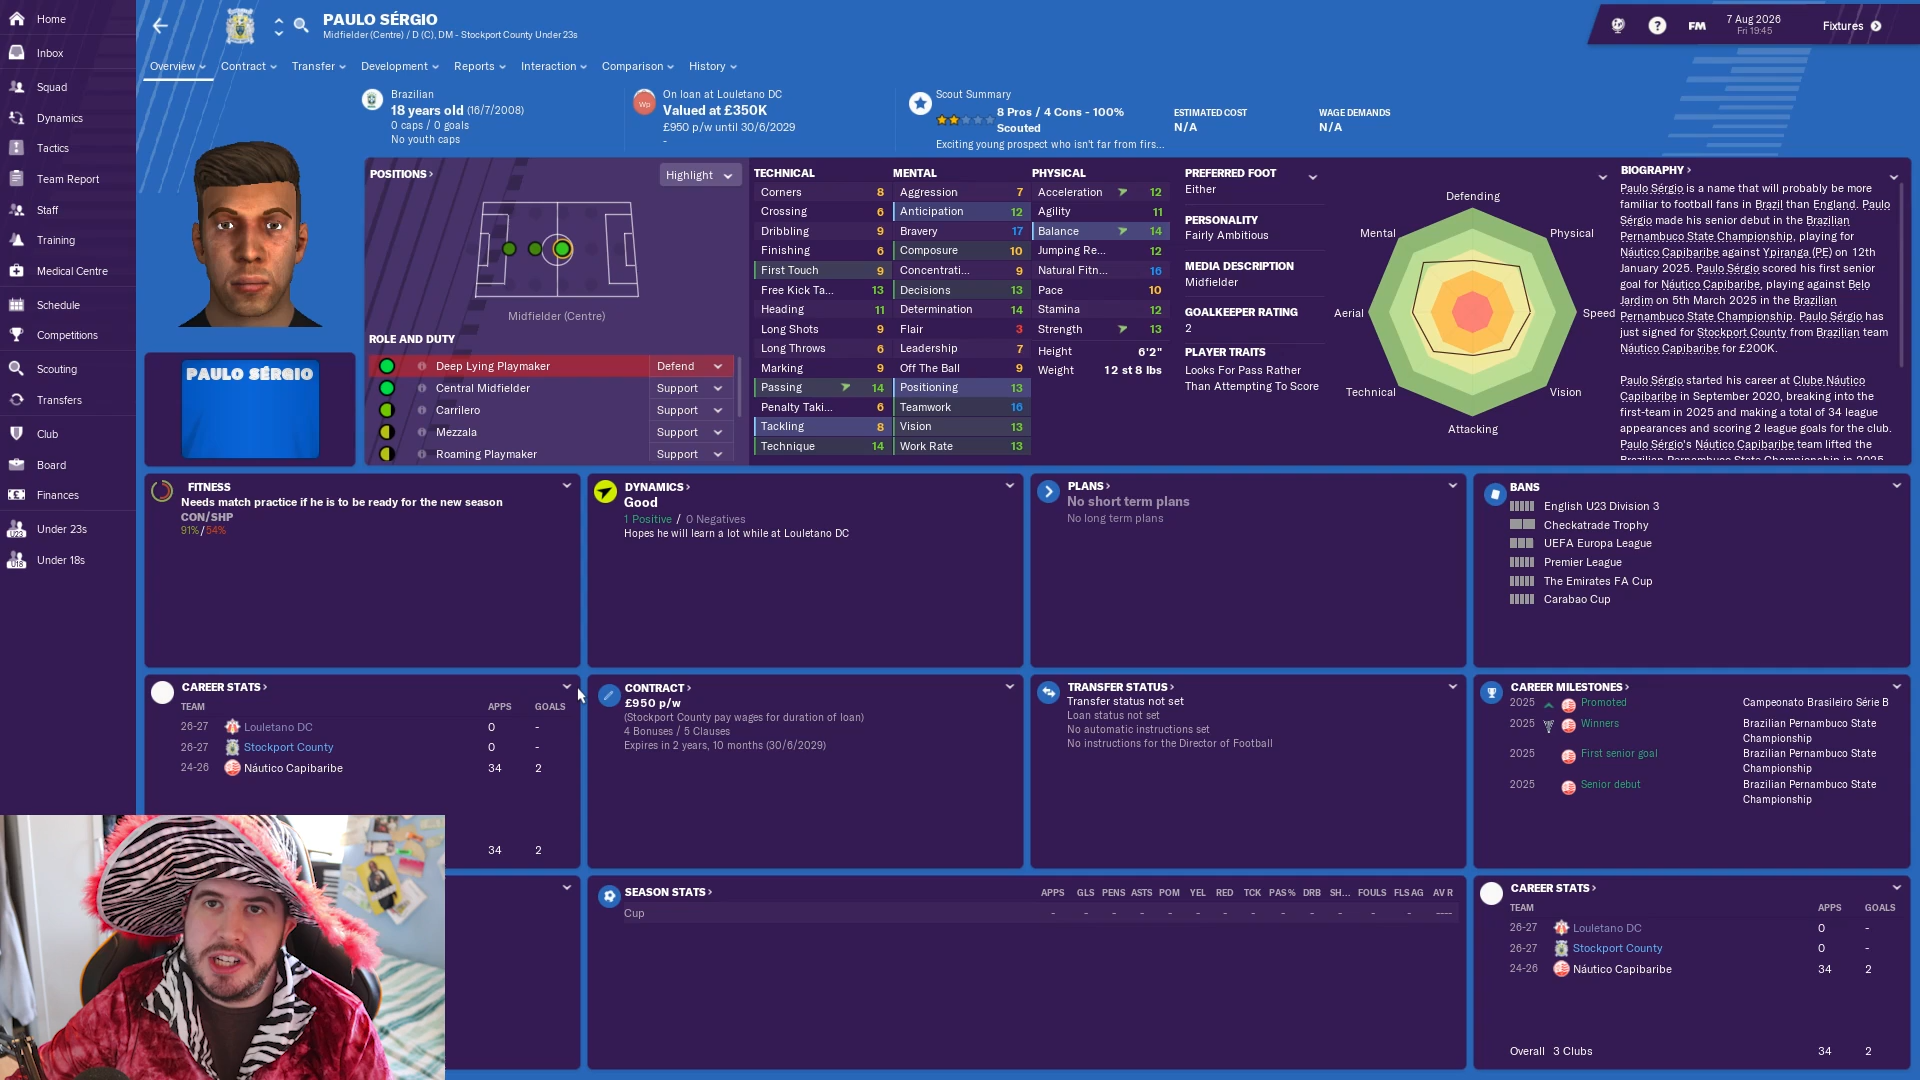 Home
Inbox
Squad
Dynamics
Tactics
Team Report
Staff
Training
Medical Centre
Schedule
Competitions
Scouting
Transfers
Club
Board
Finances
Under 23s
Under 18s
PAULO SÉRGIO
Midfielder (Centre) / D (C), DM - Stockport County Under 23s
FM
7 Aug 2026
Fri 19:45
Fixtures
Overview
Contract
Transfer
Development
Reports
Interaction
Comparison
History
Brazilian
18 years old (16/7/2008)
0 caps / 0 goals
No youth caps
Wp
On loan at Louletano DC
Valued at £350K
£950 p/w until 30/6/2029
-
Scout Summary
8 Pros / 4 Cons - 100% Scouted
Exciting young prospect who isn't far from firs...
ESTIMATED COST
N/A
WAGE DEMANDS
N/A
PAULO SÉRGIO
POSITIONS
Highlight
Midfielder (Centre)
ROLE AND DUTY
Deep Lying Playmaker Defend
Central Midfielder Support
Carrilero Support
Mezzala Support
Roaming Playmaker Support
TECHNICAL
Corners 8
Crossing 6
Dribbling 9
Finishing 6
First Touch 9
Free Kick Ta... 13
Heading 11
Long Shots 9
Long Throws 6
Marking 9
Passing 14
Penalty Taki... 6
Tackling 8
Technique 14
MENTAL
Aggression 7
Anticipation 12
Bravery 17
Composure 10
Concentrati... 9
Decisions 13
Determination 14
Flair 3
Leadership 7
Off The Ball 9
Positioning 13
Teamwork 16
Vision 13
Work Rate 13
PHYSICAL
Acceleration 12
Agility 11
Balance 14
Jumping Re... 12
Natural Fitn... 16
Pace 10
Stamina 12
Strength 13
Height 6'2"
Weight 12 st 8 lbs
PREFERRED FOOT
Either
PERSONALITY
Fairly Ambitious
MEDIA DESCRIPTION
Midfielder
GOALKEEPER RATING
2
PLAYER TRAITS
Looks For Pass Rather
Than Attempting To Score
Defending
Physical
Speed
Vision
Attacking
Technical
Aerial
Mental
BIOGRAPHY
Paulo Sérgio is a name that will probably be more
familiar to football fans in Brazil than England. Paulo
Sérgio made his senior debut in the Brazilian
Pernambuco State Championship, playing for
Náutico Capibaribe against Ypiranga (PE) on 12th
January 2025. Paulo Sérgio scored his first senior
goal for Náutico Capibaribe, playing against Belo
Jardim on 5th March 2025 in the Brazilian
Pernambuco State Championship. Paulo Sérgio has
just signed for Stockport County from Brazilian team
Náutico Capibaribe for £200K.
Paulo Sérgio started his career at Clube Náutico
Capibaribe in September 2020, breaking into the
first-team in 2025 and making a total of 34 league
appearances and scoring 2 league goals for the club.
Paulo Sérgio's Náutico Capibaribe team lifted the
Brazilian Pernambuco State Championship in 2025
FITNESS
Needs match practice if he is to be ready for the new season
CON/SHP
91%/54%
DYNAMICS
Good
1 Positive / 0 Negatives
Hopes he will learn a lot while at Louletano DC
PLANS
No short term plans
No long term plans
BANS
English U23 Division 3
Checkatrade Trophy
UEFA Europa League
Premier League
The Emirates FA Cup
Carabao Cup
CAREER STATS
TEAM APPS GOALS
26-27 Louletano DC 0 -
26-27 Stockport County 0 -
24-26 Náutico Capibaribe 34 2
34 2
CONTRACT
£950 p/w
(Stockport County pay wages for duration of loan)
4 Bonuses / 5 Clauses
Expires in 2 years, 10 months (30/6/2029)
TRANSFER STATUS
Transfer status not set
Loan status not set
No automatic instructions set
No instructions for the Director of Football
CAREER MILESTONES
2025 Promoted Campeonato Brasileiro Série B
2025 Winners Brazilian Pernambuco State
Championship
2025 First senior goal Brazilian Pernambuco State
Championship
2025 Senior debut Brazilian Pernambuco State
Championship
SEASON STATS
APPS GLS PENS ASTS POM YEL RED TCK PAS% DRB SH... FOULS FLS AG AV R
Cup - - - - - - - - - - - - - ----
CAREER STATS
TEAM APPS GOALS
26-27 Louletano DC 0 -
26-27 Stockport County 0 -
24-26 Náutico Capibaribe 34 2
Overall 3 Clubs 34 2